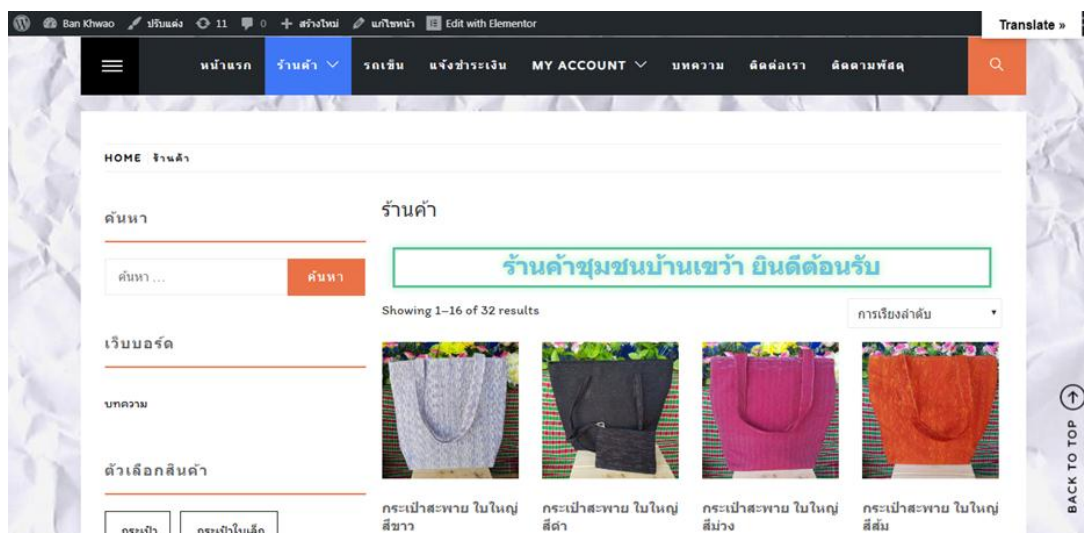 Ban Khwao ปรับแต่ง 11 0 + สร้างใหม่ แก้ไขหน้า Edit with Elementor
Translate »
หน้าแรก ร้านค้า รถเข็น แจ้งชำระเงิน MY ACCOUNT บทความ ติดต่อเรา ติดตามพัสดุ
HOME ร้านค้า
ค้นหา
ค้นหา … ค้นหา
เว็บบอร์ด
บทความ
ตัวเลือกสินค้า
กระเป๋า กระเป๋าใบเล็ก
ร้านค้า
ร้านค้าชุมชนบ้านเขว้า ยินดีต้อนรับ
Showing 1–16 of 32 results
การเรียงลำดับ
กระเป๋าสะพาย ใบใหญ่
สีขาว
กระเป๋าสะพาย ใบใหญ่
สีดำ
กระเป๋าสะพาย ใบใหญ่
สีม่วง
กระเป๋าสะพาย ใบใหญ่
สีส้ม
BACK TO TOP